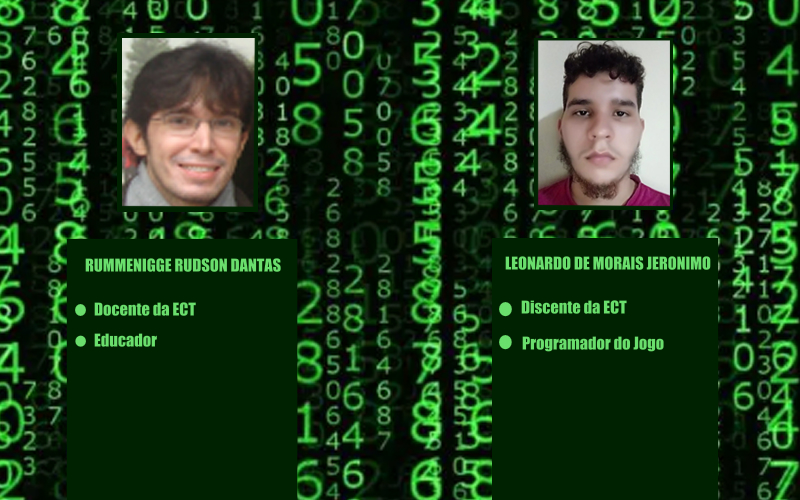 RUMMENIGGE RUDSON DANTAS
Docente da ECT
Educador
LEONARDO DE MORAIS JERONIMO
Discente da ECT
Programador do Jogo